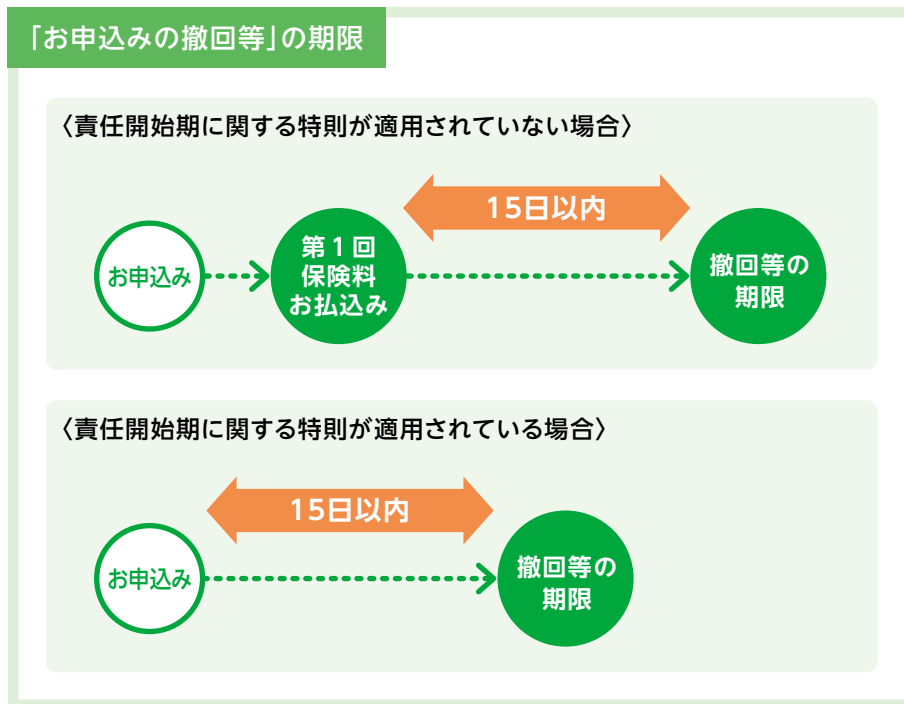 「お申込みの撤回等」の期限
〈責任開始期に関する特則が適用されていない場合〉
15日以内
お申込み
第1回
保険料
お払込み
撤回等の
期限
〈責任開始期に関する特則が適用されている場合〉
15日以内
お申込み
撤回等の
期限